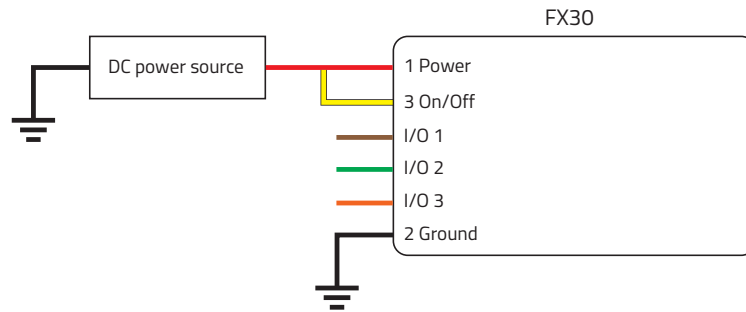 FX30
DC power source
1 Power
3 On/Off
I/O 1
I/O 2
I/O 3
2 Ground